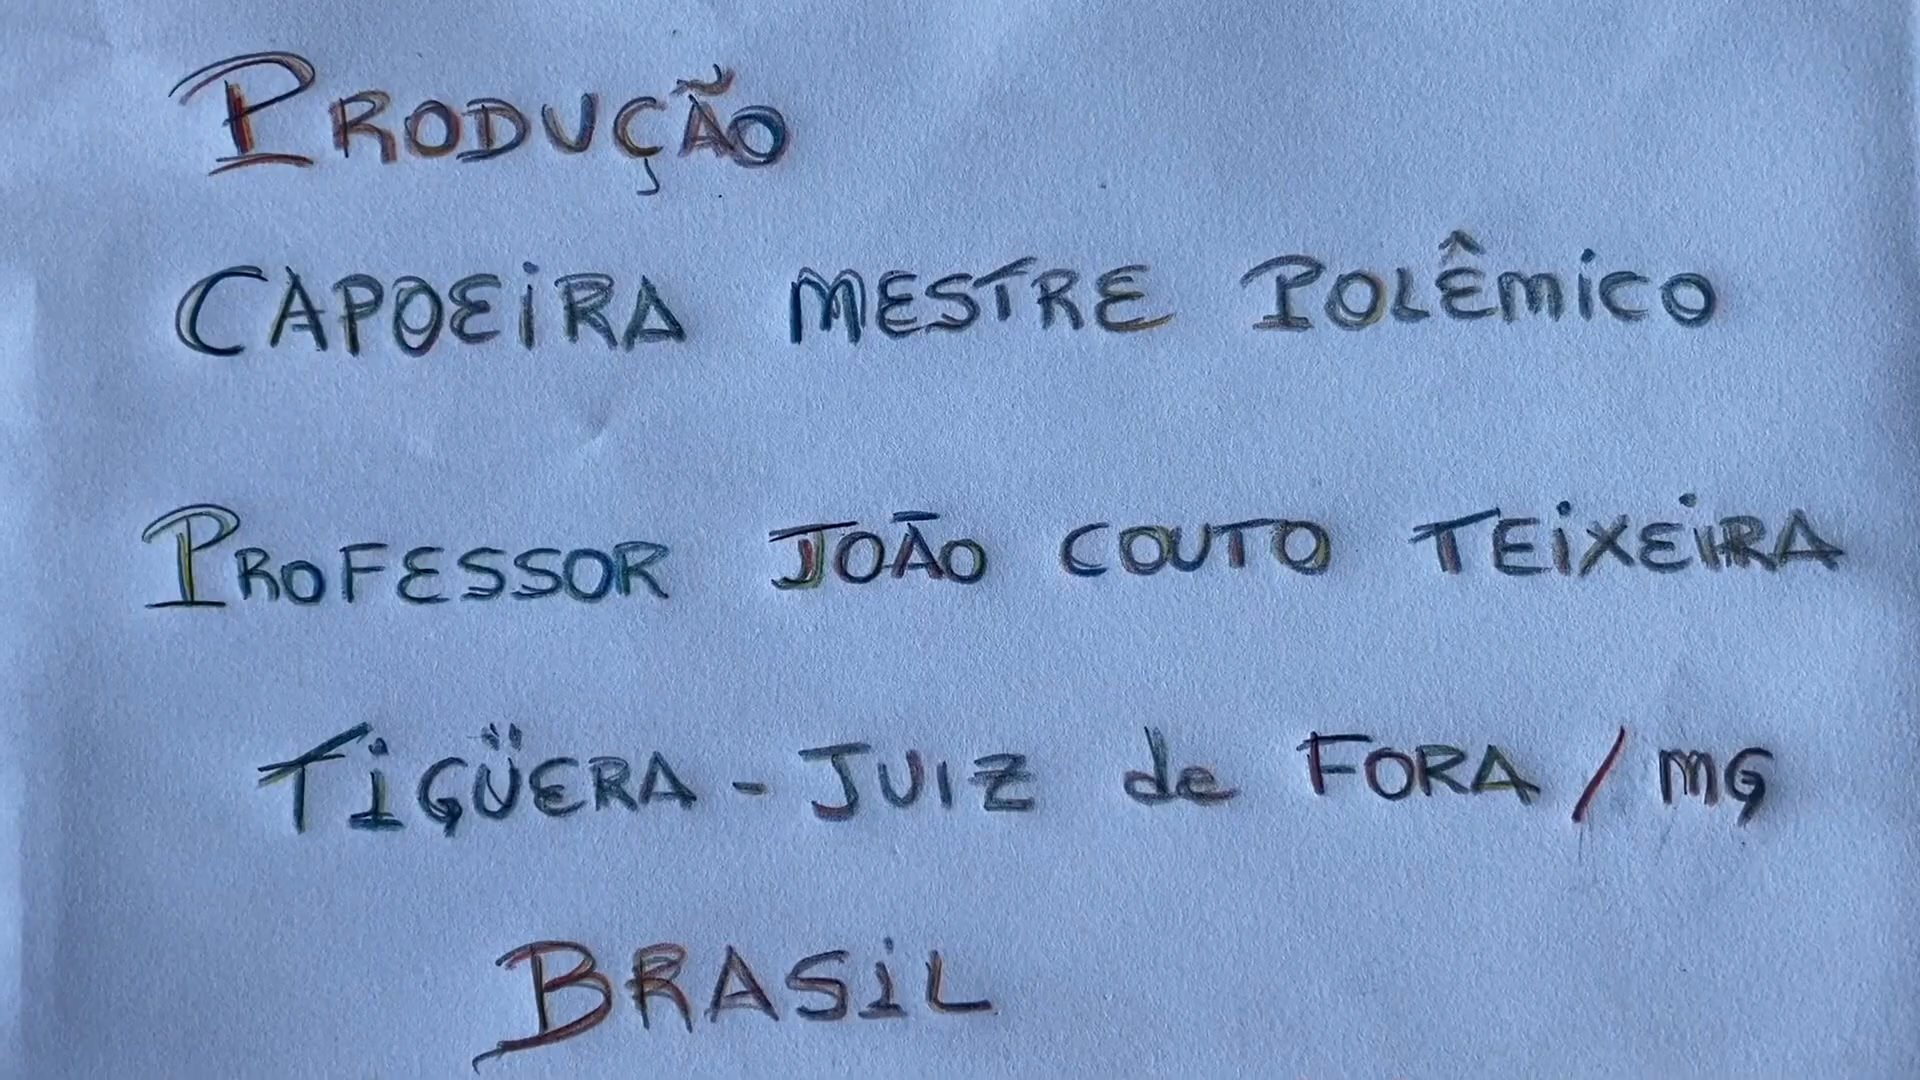 PRODUÇÃO
CAPOEiRA MESTRE POLÊMiCO
PROFESSOR JOÃO COUTO TEiXEiRA
TiGÜERA - JUIZ de FORA / MG
BRASiL